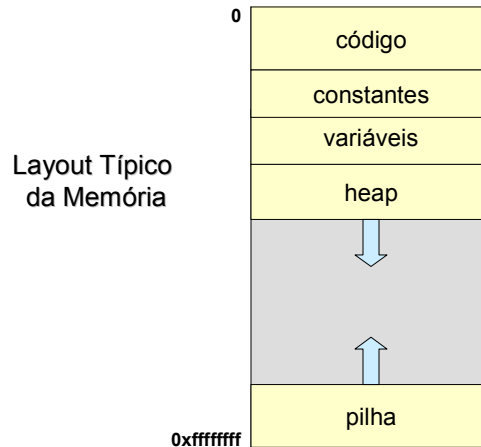 0
código
constantes
variáveis
Layout Típico
da Memória
heap
pilha
0xffffffff